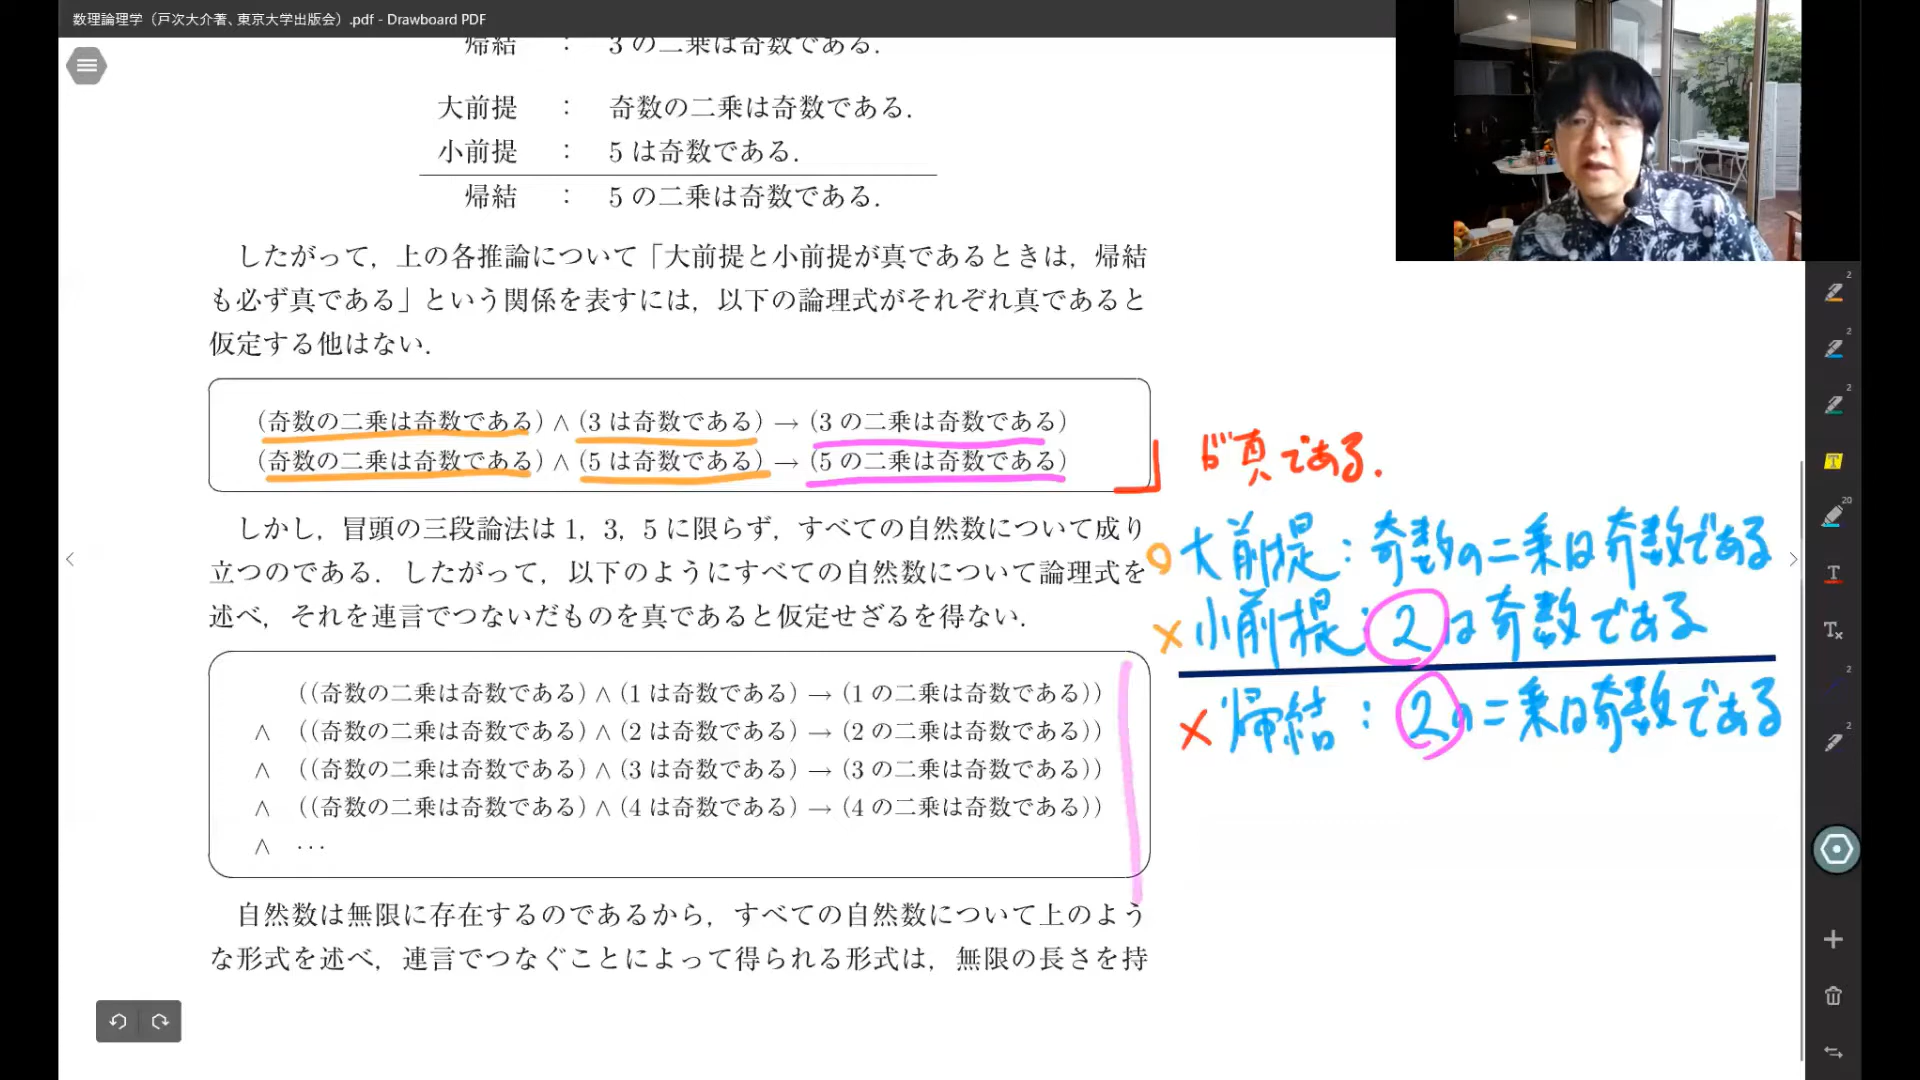 数理論理学（戸次大介著、東京大学出版会）.pdf - Drawboard PDF
帰結 : 3 の二乗は奇数である.
大前提 : 奇数の二乗は奇数である.
小前提 : 5 は奇数である.
帰結 : 5 の二乗は奇数である.
したがって, 上の各推論について「大前提と小前提が真であるときは, 帰結
も必ず真である」という関係を表すには, 以下の論理式がそれぞれ真であると
仮定する他はない.
(奇数の二乗は奇数である) ∧ (3 は奇数である) → (3 の二乗は奇数である)
(奇数の二乗は奇数である) ∧ (5 は奇数である) → (5 の二乗は奇数である)
が真である.
しかし, 冒頭の三段論法は 1, 3, 5 に限らず, すべての自然数について成り
立つのである. したがって, 以下のようにすべての自然数について論理式を
述べ, それを連言でつないだものを真であると仮定せざるを得ない.
((奇数の二乗は奇数である) ∧ (1 は奇数である) → (1 の二乗は奇数である))
∧ ((奇数の二乗は奇数である) ∧ (2 は奇数である) → (2 の二乗は奇数である))
∧ ((奇数の二乗は奇数である) ∧ (3 は奇数である) → (3 の二乗は奇数である))
∧ ((奇数の二乗は奇数である) ∧ (4 は奇数である) → (4 の二乗は奇数である))
∧ ···
自然数は無限に存在するのであるから, すべての自然数について上のよう
な形式を述べ, 連言でつなぐことによって得られる形式は, 無限の長さを持
○ 大前提 : 奇数の二乗は奇数である
× 小前提 : 2 は奇数である
× 帰結 : 2 の二乗は奇数である
2
2
2
T
20
T
Tx
2
2